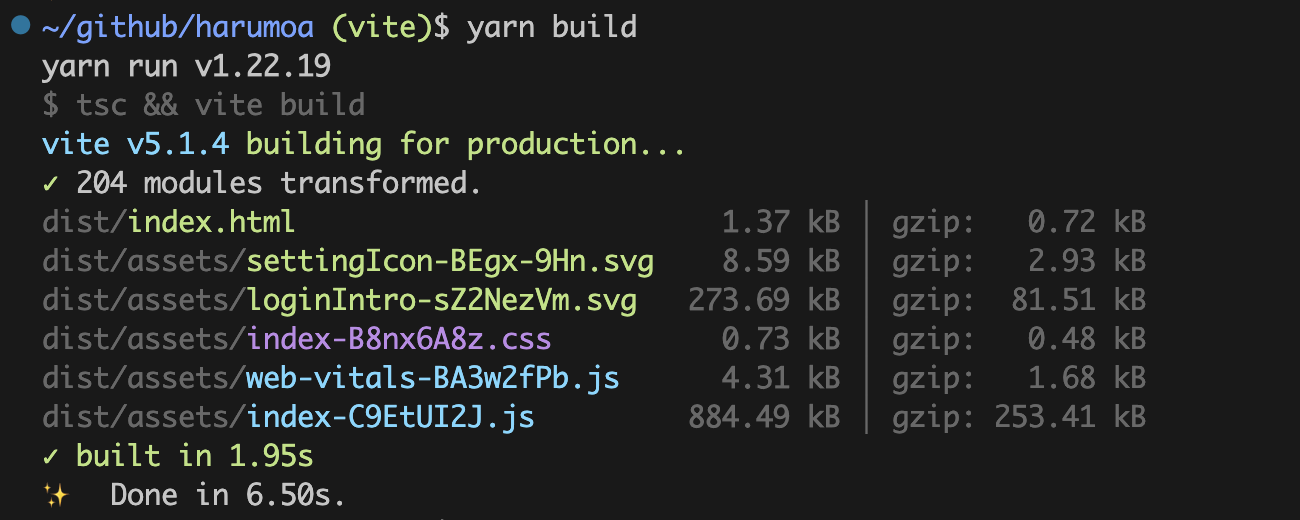 ~/github/harumoa (vite)$ yarn build
yarn run v1.22.19
$ tsc && vite build
vite v5.1.4 building for production...
✓ 204 modules transformed.
dist/index.html 1.37 kB │ gzip: 0.72 kB
dist/assets/settingIcon-BEgx-9Hn.svg 8.59 kB │ gzip: 2.93 kB
dist/assets/loginIntro-sZ2NezVm.svg 273.69 kB │ gzip: 81.51 kB
dist/assets/index-B8nx6A8z.css 0.73 kB │ gzip: 0.48 kB
dist/assets/web-vitals-BA3w2fPb.js 4.31 kB │ gzip: 1.68 kB
dist/assets/index-C9EtUI2J.js 884.49 kB │ gzip: 253.41 kB
✓ built in 1.95s
✨ Done in 6.50s.